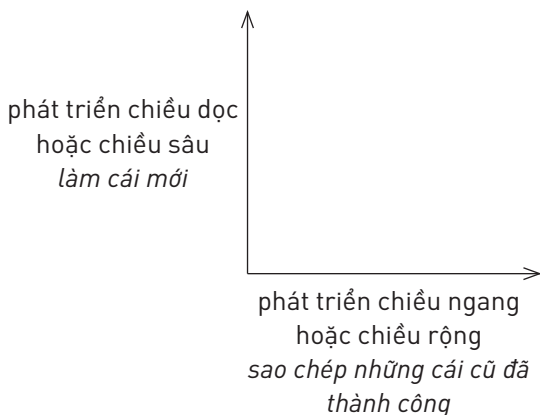 phát triển chiều dọc
hoặc chiều sâu
làm cái mới
phát triển chiều ngang
hoặc chiều rộng
sao chép những cái cũ đã
thành công